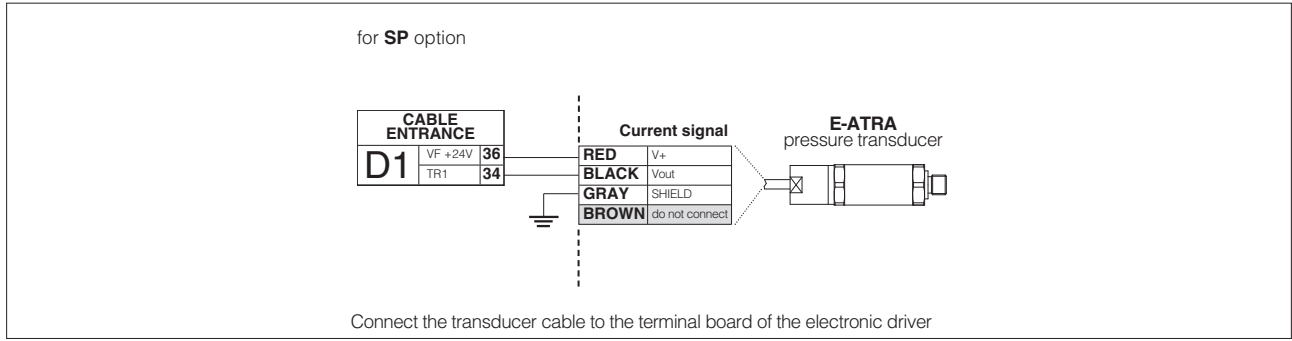 for SP option
CABLE ENTRANCE
D1
VF +24V 36
TR1 34
Current signal
RED V+
BLACK Vout
GRAY SHIELD
BROWN do not connect
E-ATRA
pressure transducer
Connect the transducer cable to the terminal board of the electronic driver